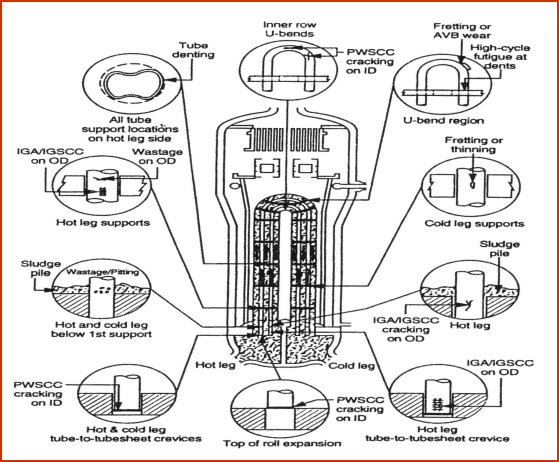 Inner row
U-bends
PWSCC
cracking
on ID
Fretting or
AVB wear
High-cycle
fatigue at
dents
U-bend region
Tube
denting
All tube
support locations
on hot leg side
IGA/IGSCC
on OD
Wastage
on OD
Hot leg supports
Fretting or
thinning
Cold leg supports
Sludge
pile
Wastage/Pitting
Hot and cold leg
below 1st support
Sludge
pile
IGA/IGSCC
cracking
on OD
Hot leg
Hot leg
Cold leg
PWSCC
cracking
on ID
Hot & cold leg
tube-to-tubesheet crevices
PWSCC
cracking
on ID
Top of roll expansion
IGA/IGSCC
on OD
Hot leg
tube-to-tubesheet crevice